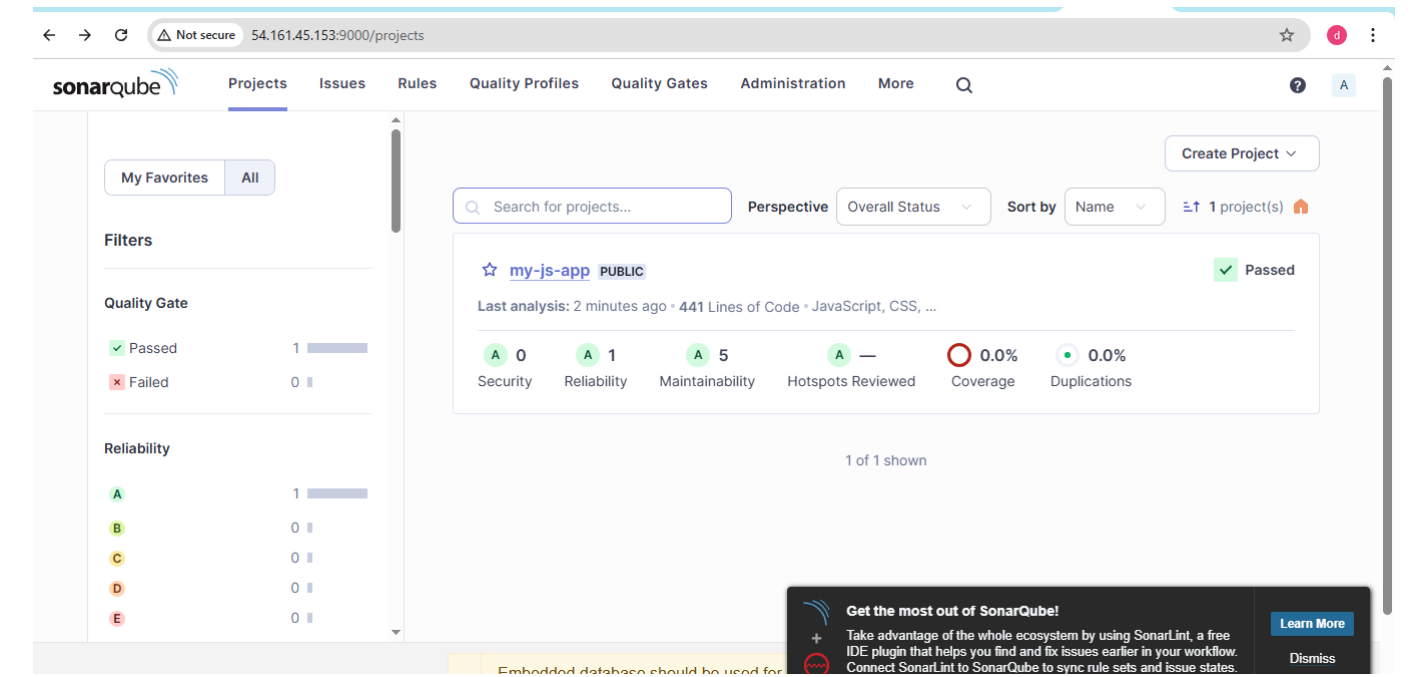 Not secure 54.161.45.153:9000/projects d
sonarqube Projects Issues Rules Quality Profiles Quality Gates Administration More ? A
My Favorites All
Filters
Quality Gate
Passed 1
Failed 0
Reliability
A 1
B 0
C 0
D 0
E 0
Create Project
Search for projects... Perspective Overall Status Sort by Name 1 project(s)
my-js-app PUBLIC Passed
Last analysis: 2 minutes ago • 441 Lines of Code • JavaScript, CSS, ...
A 0 A 1 A 5 A — 0.0% 0.0%
Security Reliability Maintainability Hotspots Reviewed Coverage Duplications
1 of 1 shown
Embedded database should be used for
Get the most out of SonarQube!
Take advantage of the whole ecosystem by using SonarLint, a free
IDE plugin that helps you find and fix issues earlier in your workflow.
Connect SonarLint to SonarQube to sync rule sets and issue states.
Learn More
Dismiss